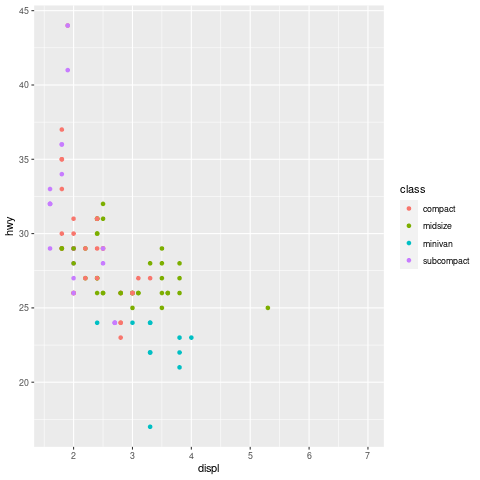 45
40
35
30
25
20
hwy
2 3 4 5 6 7
displ
class
compact
midsize
minivan
subcompact